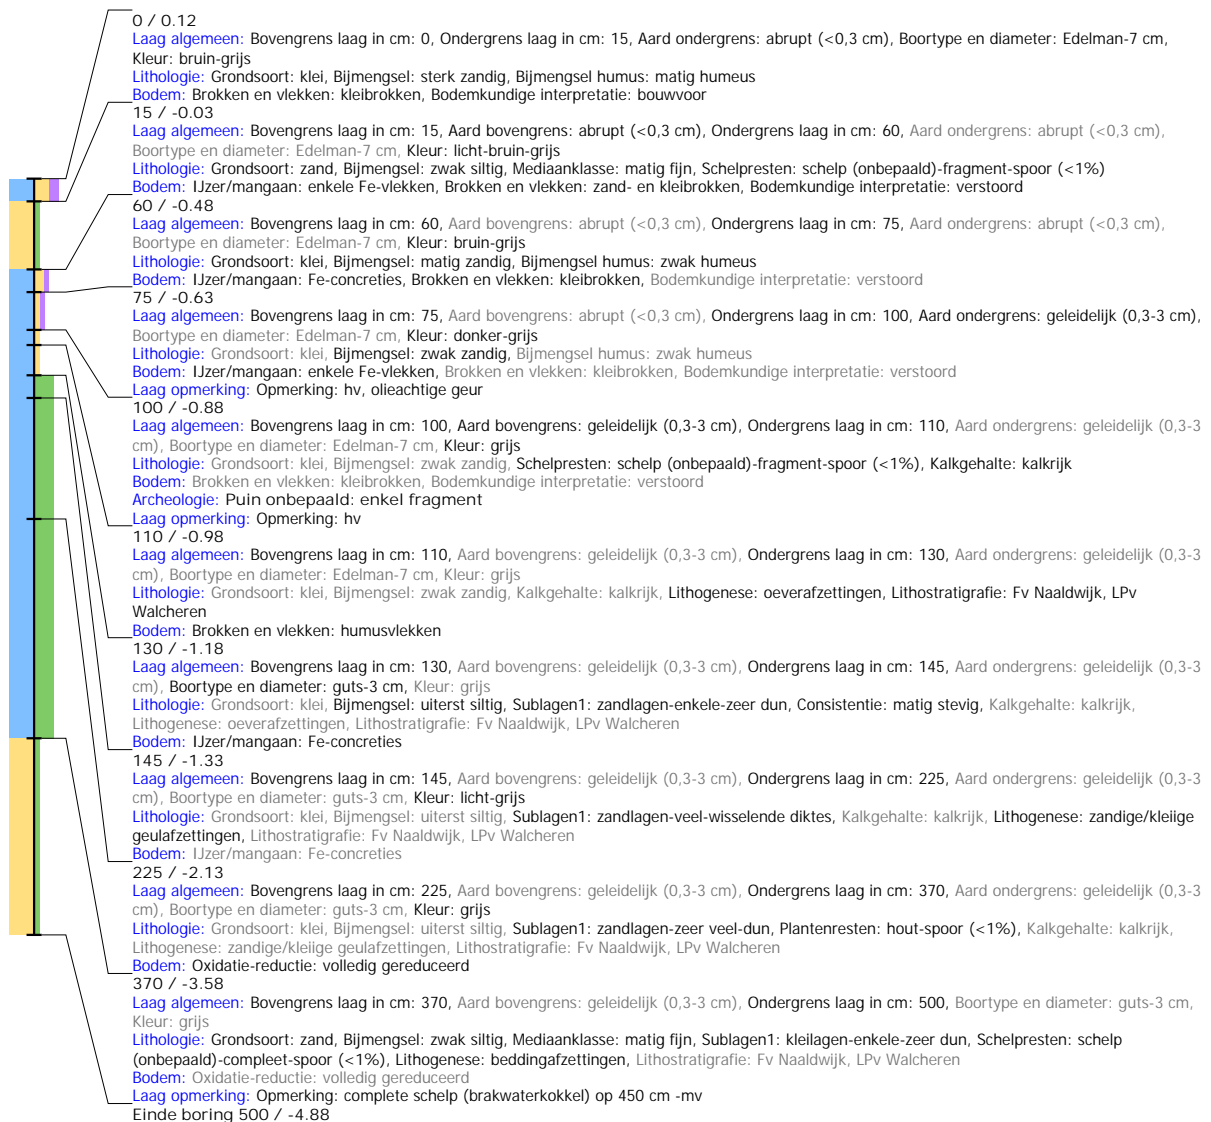 0 / 0.12
Laag algemeen: Bovengrens laag in cm: 0, Ondergrens laag in cm: 15, Aard ondergrens: abrupt (<0,3 cm), Boortype en diameter: Edelman-7 cm,
Kleur: bruin-grijs
Lithologie: Grondsoort: klei, Bijmengsel: sterk zandig, Bijmengsel humus: matig humeus
Bodem: Brokken en vlekken: kleibrokken, Bodemkundige interpretatie: bouwvoor
15 / -0.03
Laag algemeen: Bovengrens laag in cm: 15, Aard bovengrens: abrupt (<0,3 cm), Ondergrens laag in cm: 60, Aard ondergrens: abrupt (<0,3 cm),
Boortype en diameter: Edelman-7 cm, Kleur: licht-bruin-grijs
Lithologie: Grondsoort: zand, Bijmengsel: zwak siltig, Mediaanklasse: matig fijn, Schelpresten: schelp (onbepaald)-fragment-spoor (<1%)
Bodem: IJzer/mangaan: enkele Fe-vlekken, Brokken en vlekken: zand- en kleibrokken, Bodemkundige interpretatie: verstoord
60 / -0.48
Laag algemeen: Bovengrens laag in cm: 60, Aard bovengrens: abrupt (<0,3 cm), Ondergrens laag in cm: 75, Aard ondergrens: abrupt (<0,3 cm),
Boortype en diameter: Edelman-7 cm, Kleur: bruin-grijs
Lithologie: Grondsoort: klei, Bijmengsel: matig zandig, Bijmengsel humus: zwak humeus
Bodem: IJzer/mangaan: Fe-concreties, Brokken en vlekken: kleibrokken, Bodemkundige interpretatie: verstoord
75 / -0.63
Laag algemeen: Bovengrens laag in cm: 75, Aard bovengrens: abrupt (<0,3 cm), Ondergrens laag in cm: 100, Aard ondergrens: geleidelijk (0,3-3 cm),
Boortype en diameter: Edelman-7 cm, Kleur: donker-grijs
Lithologie: Grondsoort: klei, Bijmengsel: zwak zandig, Bijmengsel humus: zwak humeus
Bodem: IJzer/mangaan: enkele Fe-vlekken, Brokken en vlekken: kleibrokken, Bodemkundige interpretatie: verstoord
Laag opmerking: Opmerking: hv, olieachtige geur
100 / -0.88
Laag algemeen: Bovengrens laag in cm: 100, Aard bovengrens: geleidelijk (0,3-3 cm), Ondergrens laag in cm: 110, Aard ondergrens: geleidelijk (0,3-3
cm), Boortype en diameter: Edelman-7 cm, Kleur: grijs
Lithologie: Grondsoort: klei, Bijmengsel: zwak zandig, Schelpresten: schelp (onbepaald)-fragment-spoor (<1%), Kalkgehalte: kalkrijk
Bodem: Brokken en vlekken: kleibrokken, Bodemkundige interpretatie: verstoord
Archeologie: Puin onbepaald: enkel fragment
Laag opmerking: Opmerking: hv
110 / -0.98
Laag algemeen: Bovengrens laag in cm: 110, Aard bovengrens: geleidelijk (0,3-3 cm), Ondergrens laag in cm: 130, Aard ondergrens: geleidelijk (0,3-3
cm), Boortype en diameter: Edelman-7 cm, Kleur: grijs
Lithologie: Grondsoort: klei, Bijmengsel: zwak zandig, Kalkgehalte: kalkrijk, Lithogenese: oeverafzettingen, Lithostratigrafie: Fv Naaldwijk, LPv
Walcheren
Bodem: Brokken en vlekken: humusvlekken
130 / -1.18
Laag algemeen: Bovengrens laag in cm: 130, Aard bovengrens: geleidelijk (0,3-3 cm), Ondergrens laag in cm: 145, Aard ondergrens: geleidelijk (0,3-3
cm), Boortype en diameter: guts-3 cm, Kleur: grijs
Lithologie: Grondsoort: klei, Bijmengsel: uiterst siltig, Sublagen1: zandlagen-enkele-zeer dun, Consistentie: matig stevig, Kalkgehalte: kalkrijk,
Lithogenese: oeverafzettingen, Lithostratigrafie: Fv Naaldwijk, LPv Walcheren
Bodem: IJzer/mangaan: Fe-concreties
145 / -1.33
Laag algemeen: Bovengrens laag in cm: 145, Aard bovengrens: geleidelijk (0,3-3 cm), Ondergrens laag in cm: 225, Aard ondergrens: geleidelijk (0,3-3
cm), Boortype en diameter: guts-3 cm, Kleur: licht-grijs
Lithologie: Grondsoort: klei, Bijmengsel: uiterst siltig, Sublagen1: zandlagen-veel-wisselende diktes, Kalkgehalte: kalkrijk, Lithogenese: zandige/kleiige
geulafzettingen, Lithostratigrafie: Fv Naaldwijk, LPv Walcheren
Bodem: IJzer/mangaan: Fe-concreties
225 / -2.13
Laag algemeen: Bovengrens laag in cm: 225, Aard bovengrens: geleidelijk (0,3-3 cm), Ondergrens laag in cm: 370, Aard ondergrens: geleidelijk (0,3-3
cm), Boortype en diameter: guts-3 cm, Kleur: grijs
Lithologie: Grondsoort: klei, Bijmengsel: uiterst siltig, Sublagen1: zandlagen-zeer veel-dun, Plantenresten: hout-spoor (<1%), Kalkgehalte: kalkrijk,
Lithogenese: zandige/kleiige geulafzettingen, Lithostratigrafie: Fv Naaldwijk, LPv Walcheren
Bodem: Oxidatie-reductie: volledig gereduceerd
370 / -3.58
Laag algemeen: Bovengrens laag in cm: 370, Aard bovengrens: geleidelijk (0,3-3 cm), Ondergrens laag in cm: 500, Boortype en diameter: guts-3 cm,
Kleur: grijs
Lithologie: Grondsoort: zand, Bijmengsel: zwak siltig, Mediaanklasse: matig fijn, Sublagen1: kleilagen-enkele-zeer dun, Schelpresten: schelp
(onbepaald)-compleet-spoor (<1%), Lithogenese: beddingafzettingen, Lithostratigrafie: Fv Naaldwijk, LPv Walcheren
Bodem: Oxidatie-reductie: volledig gereduceerd
Laag opmerking: Opmerking: complete schelp (brakwaterkokkel) op 450 cm -mv
Einde boring 500 / -4.88